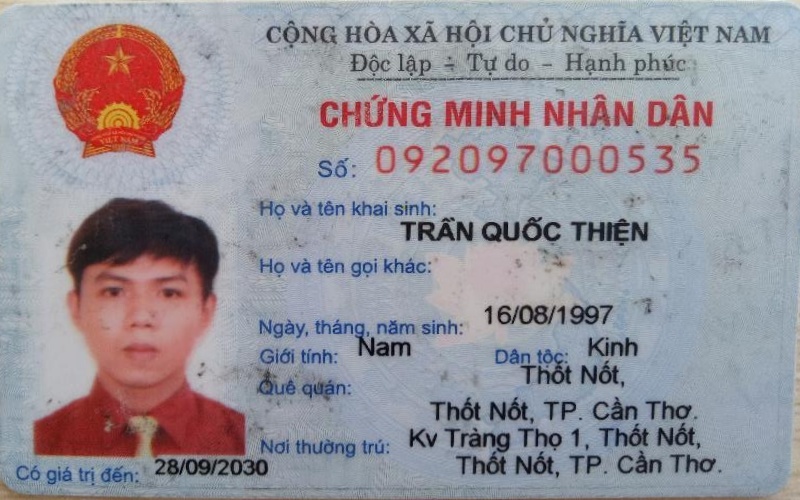 CỘNG HÒA XÃ HỘI CHỦ NGHĨA VIỆT NAM
Độc lập - Tự do - Hạnh phúc
CHỨNG MINH NHÂN DÂN
Số: 092097000535
Họ và tên khai sinh:
TRẦN QUỐC THIỆN
Họ và tên gọi khác:
Ngày, tháng, năm sinh: 16/08/1997
Giới tính: Nam Dân tộc: Kinh
Quê quán: Thốt Nốt,
Thốt Nốt, TP. Cần Thơ.
Nơi thường trú: Kv Tràng Thọ 1, Thốt Nốt,
Thốt Nốt, TP. Cần Thơ.
Có giá trị đến: 28/09/2030
VIỆT NAM